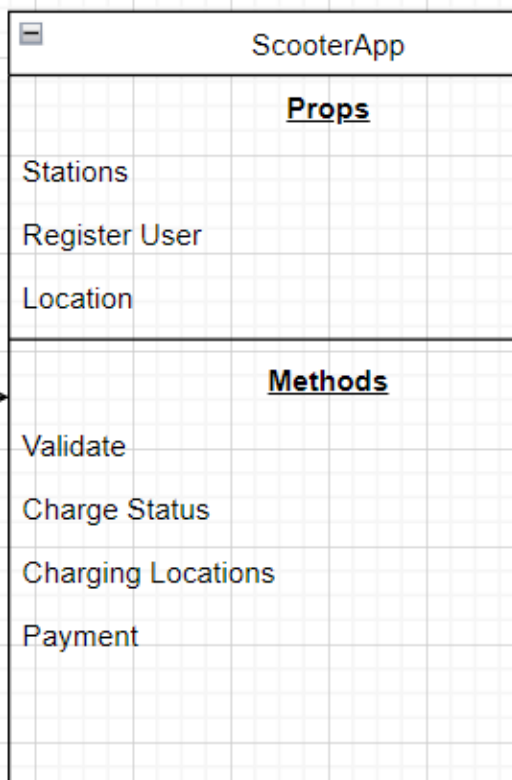 ScooterApp
Props
Stations
Register User
Location
Methods
Validate
Charge Status
Charging Locations
Payment